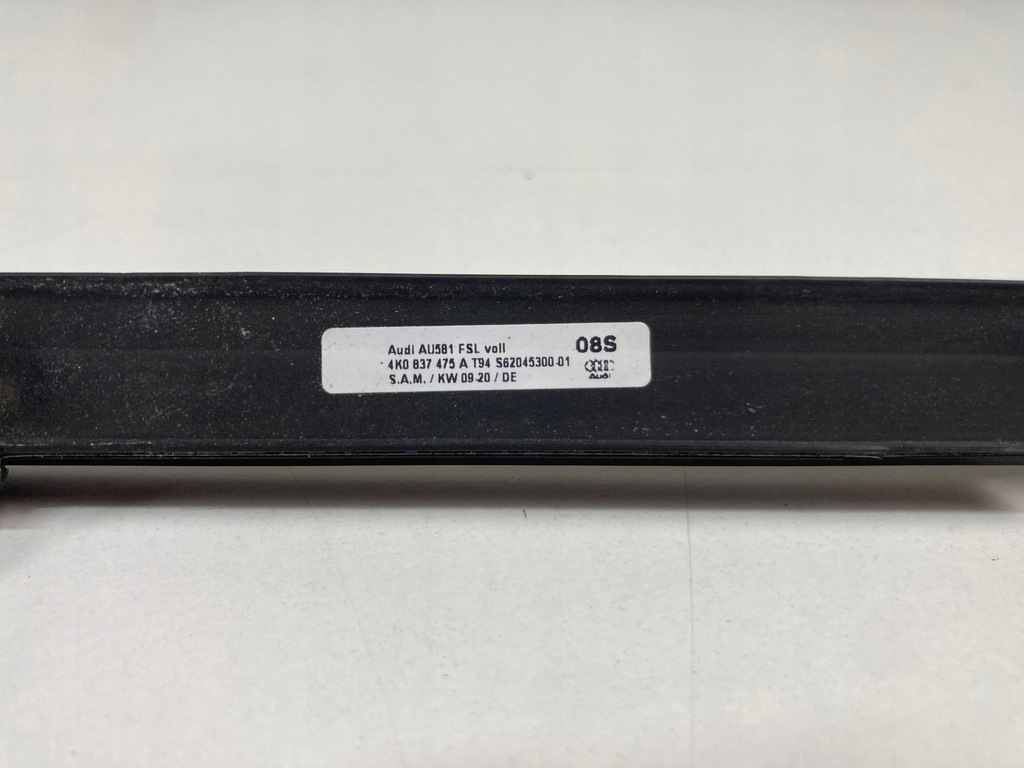 Audi AU581 FSL voll
08S
4K0 837 475 A T94 S62045300-01
S.A.M. / KW 09-20 / DE
Audi